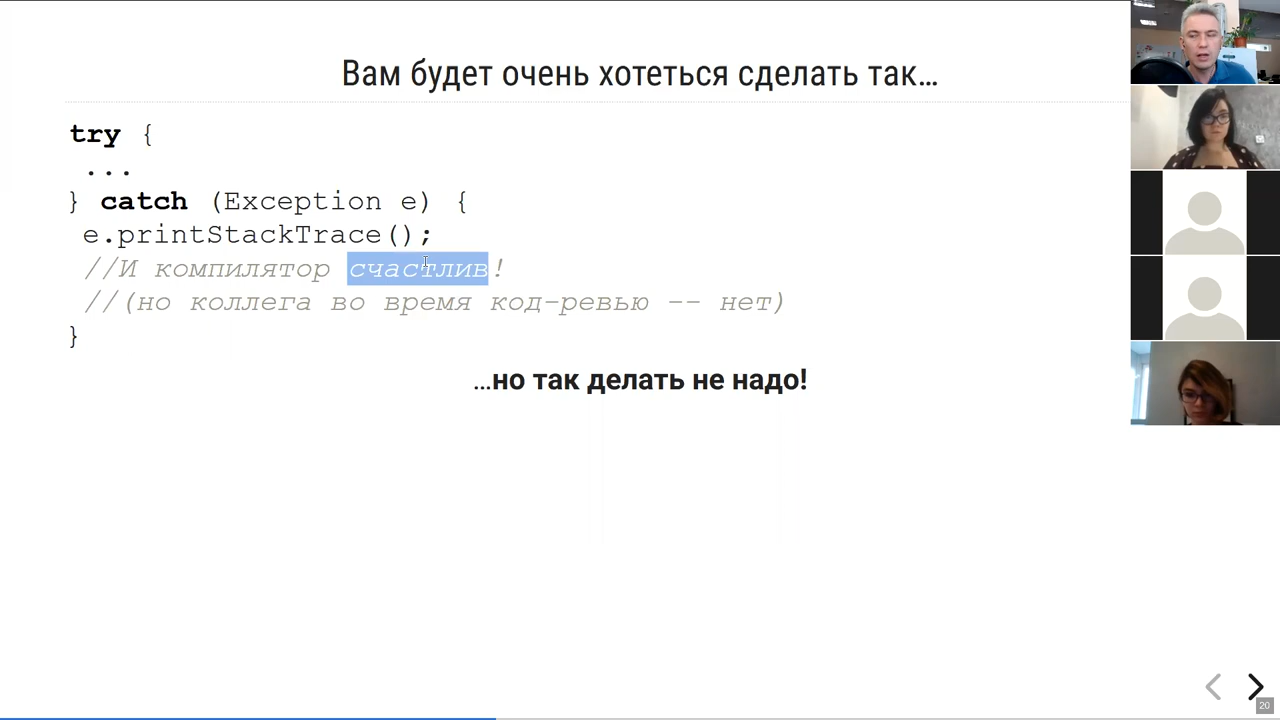 Вам будет очень хотеться сделать так…
try {
...
} catch (Exception e) {
e.printStackTrace();
//И компилятор счастлив!
//(но коллега во время код-ревью -- нет)
}
…но так делать не надо!
20